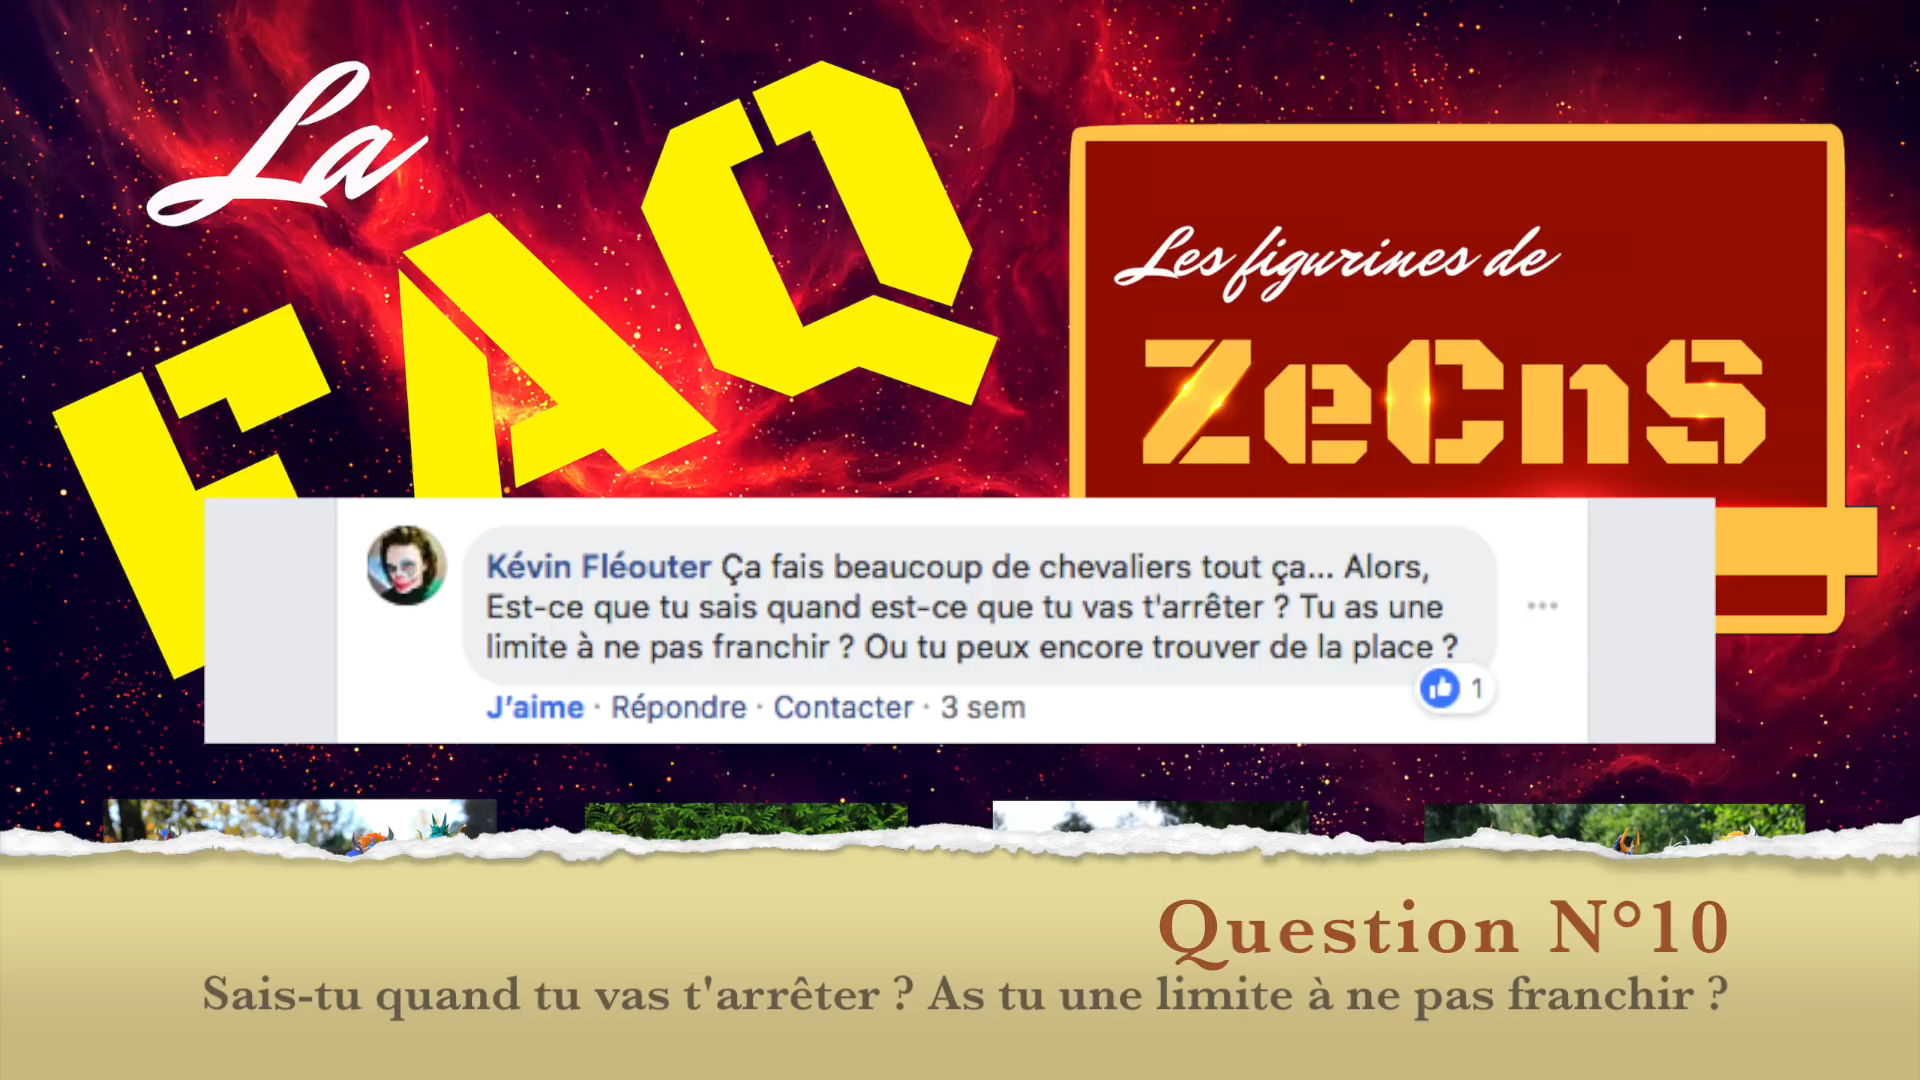 La
FAQ
Les figurines de
ZeCnS
Kévin Fléouter Ça fais beaucoup de chevaliers tout ça... Alors,
Est-ce que tu sais quand est-ce que tu vas t'arrêter ? Tu as une
limite à ne pas franchir ? Ou tu peux encore trouver de la place ?
1
J'aime · Répondre · Contacter · 3 sem
Question N°10
Sais-tu quand tu vas t'arrêter ? As tu une limite à ne pas franchir ?